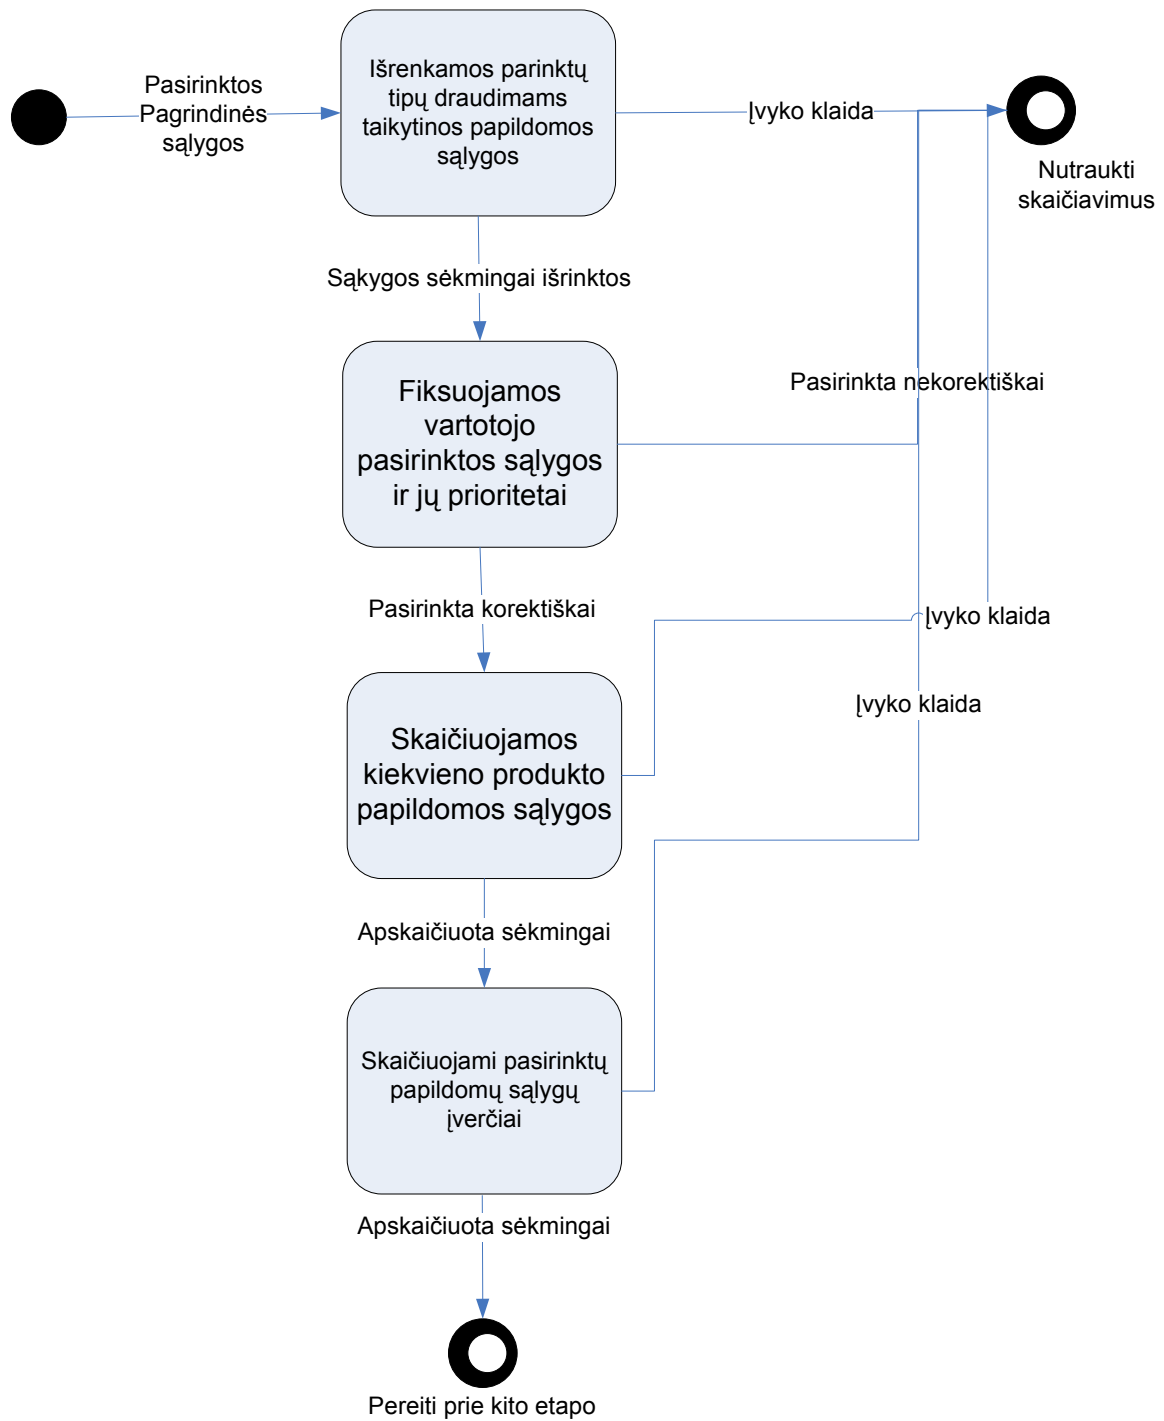 Pasirinktos
Pagrindinės
sąlygos
Išrenkamos parinktų
tipų draudimams
taikytinos papildomos
sąlygos
Įvyko klaida
Nutraukti
skaičiavimus
Sąkygos sėkmingai išrinktos
Fiksuojamos
vartotojo
pasirinktos sąlygos
ir jų prioritetai
Pasirinkta nekorektiškai
Pasirinkta korektiškai
Įvyko klaida
Įvyko klaida
Skaičiuojamos
kiekvieno produkto
papildomos sąlygos
Apskaičiuota sėkmingai
Skaičiuojami pasirinktų
papildomų sąlygų
įverčiai
Apskaičiuota sėkmingai
Pereiti prie kito etapo